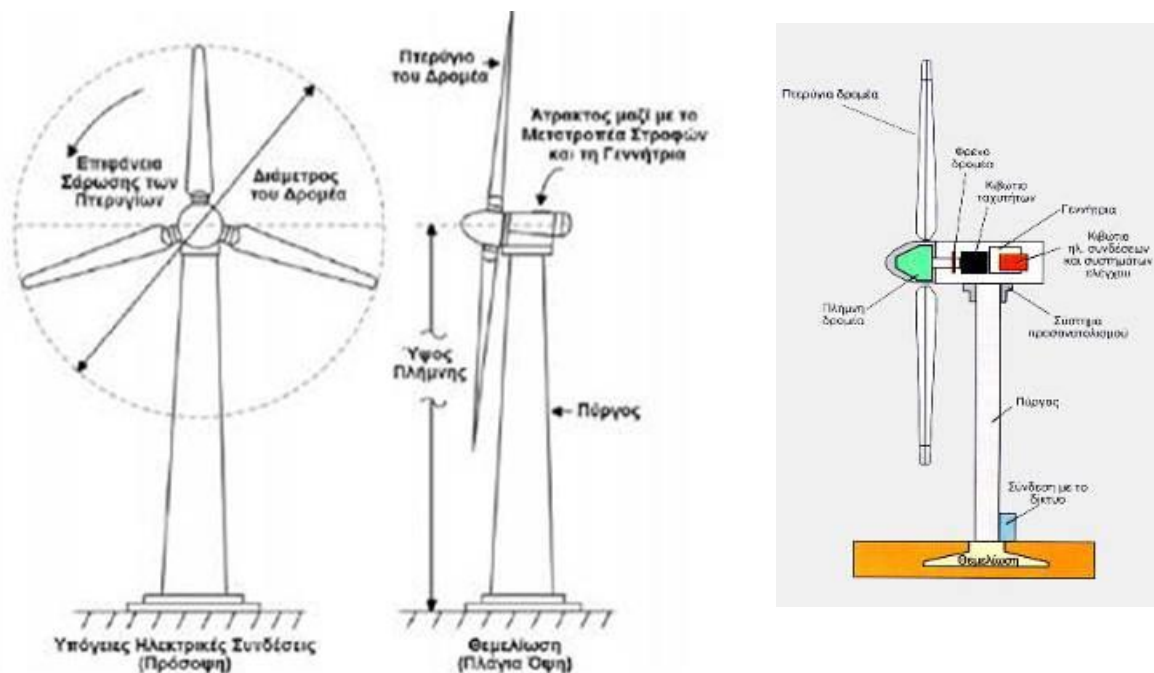 Επιφάνεια
Σάρωσης των
Πτερυγίων
Διάμετρος
του Δρομέα
Υπόγειες Ηλεκτρικές Συνδέσεις
(Πρόσοψη)
Πτερύγιο
του Δρομέα
Άτρακτος μαζί με το
Μετατροπέα Στροφών
και τη Γεννήτρια
Ύψος
Πλήμνης
Πύργος
Θεμελίωση
(Πλάγια Όψη)
Πτερύγια δρομέα
Φρένο
δρομέα
Κιβώτιο
ταχυτήτων
Γεννήτρια
Κιβώτιο
ηλ. συνδέσεων
και συστημάτων
ελέγχου
Πλήμνη
δρομέα
Σύστημα
προσανατολισμού
Πύργος
Σύνδεση με το
δίκτυο
Θεμελίωση